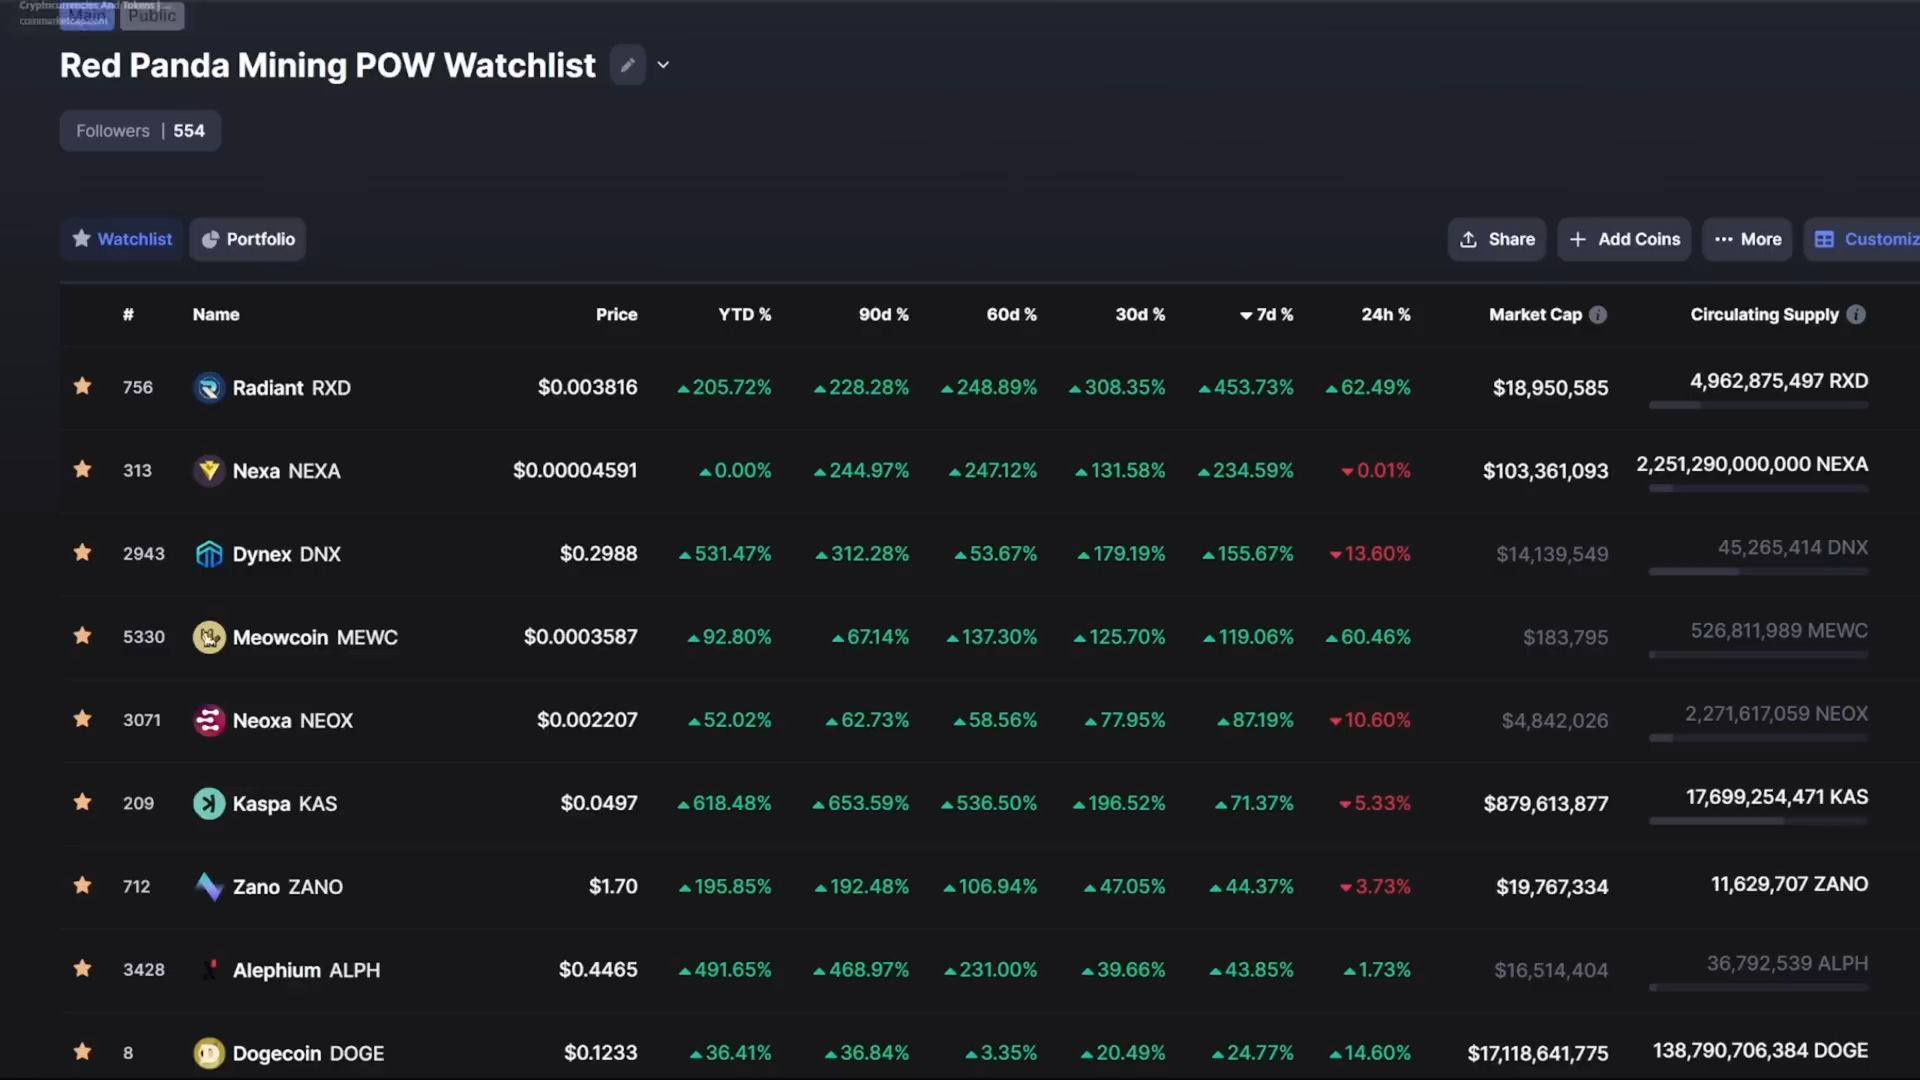 Cryptocurrencies And Tokens | ...
coinmarketcap.com
Main Public
Red Panda Mining POW Watchlist
Followers | 554
Watchlist Portfolio Share Add Coins More Customiz
# Name Price YTD % 90d % 60d % 30d % 7d % 24h % Market Cap Circulating Supply
756 Radiant RXD $0.003816 205.72% 228.28% 248.89% 308.35% 453.73% 62.49% $18,950,585 4,962,875,497 RXD
313 Nexa NEXA $0.00004591 0.00% 244.97% 247.12% 131.58% 234.59% 0.01% $103,361,093 2,251,290,000,000 NEXA
2943 Dynex DNX $0.2988 531.47% 312.28% 53.67% 179.19% 155.67% 13.60% $14,139,549 45,265,414 DNX
5330 Meowcoin MEWC $0.0003587 92.80% 67.14% 137.30% 125.70% 119.06% 60.46% $183,795 526,811,989 MEWC
3071 Neoxa NEOX $0.002207 52.02% 62.73% 58.56% 77.95% 87.19% 10.60% $4,842,026 2,271,617,059 NEOX
209 Kaspa KAS $0.0497 618.48% 653.59% 536.50% 196.52% 71.37% 5.33% $879,613,877 17,699,254,471 KAS
712 Zano ZANO $1.70 195.85% 192.48% 106.94% 47.05% 44.37% 3.73% $19,767,334 11,629,707 ZANO
3428 Alephium ALPH $0.4465 491.65% 468.97% 231.00% 39.66% 43.85% 1.73% $16,514,404 36,792,539 ALPH
8 Dogecoin DOGE $0.1233 36.41% 36.84% 3.35% 20.49% 24.77% 14.60% $17,118,641,775 138,790,706,384 DOGE